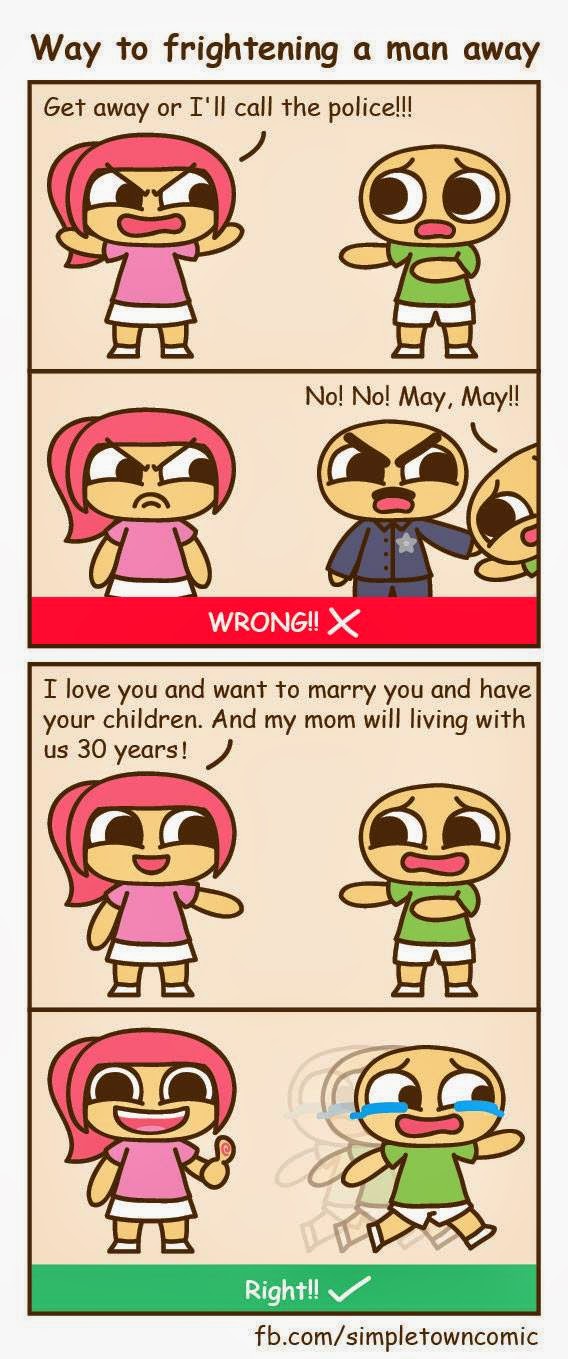 Way to frightening a man away
Get away or I'll call the police!!!
No! No! May, May!!
WRONG!!
I love you and want to marry you and have
your children. And my mom will living with
us 30 years!
Right!!
fb.com/simpletowncomic